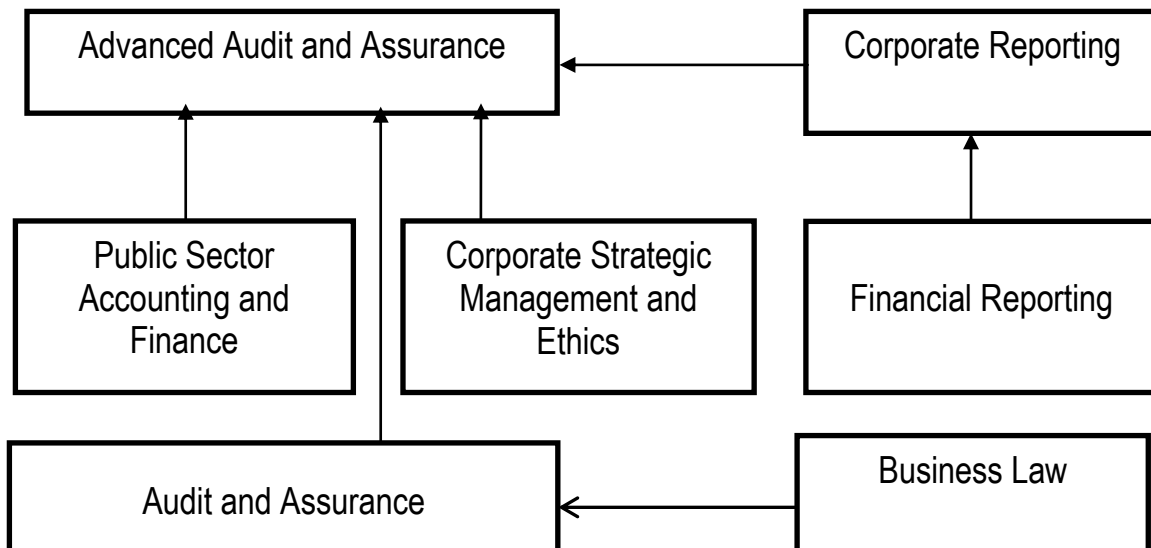 Advanced Audit and Assurance
Corporate Reporting
Public Sector
Accounting and
Finance
Corporate Strategic
Management and
Ethics
Financial Reporting
Audit and Assurance
Business Law